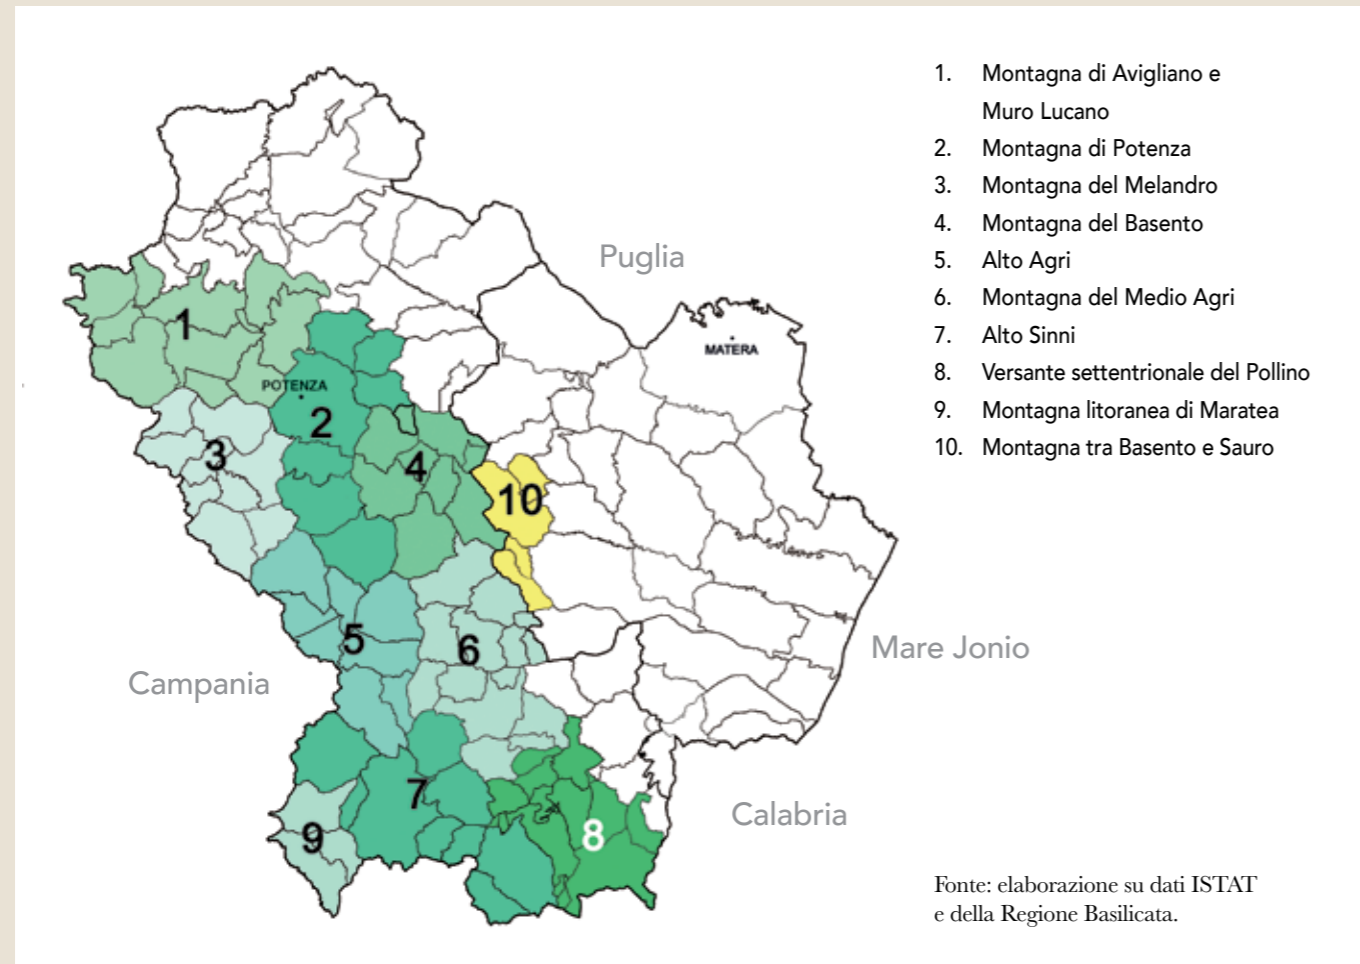 1. Montagna di Avigliano e
Muro Lucano
2. Montagna di Potenza
3. Montagna del Melandro
4. Montagna del Basento
5. Alto Agri
6. Montagna del Medio Agri
7. Alto Sinni
8. Versante settentrionale del Pollino
9. Montagna litoranea di Maratea
10. Montagna tra Basento e Sauro
Puglia
1
MATERA
POTENZA
2
3
4
10
5
6
Mare Jonio
Campania
7
Calabria
8
9
Fonte: elaborazione su dati ISTAT
e della Regione Basilicata.